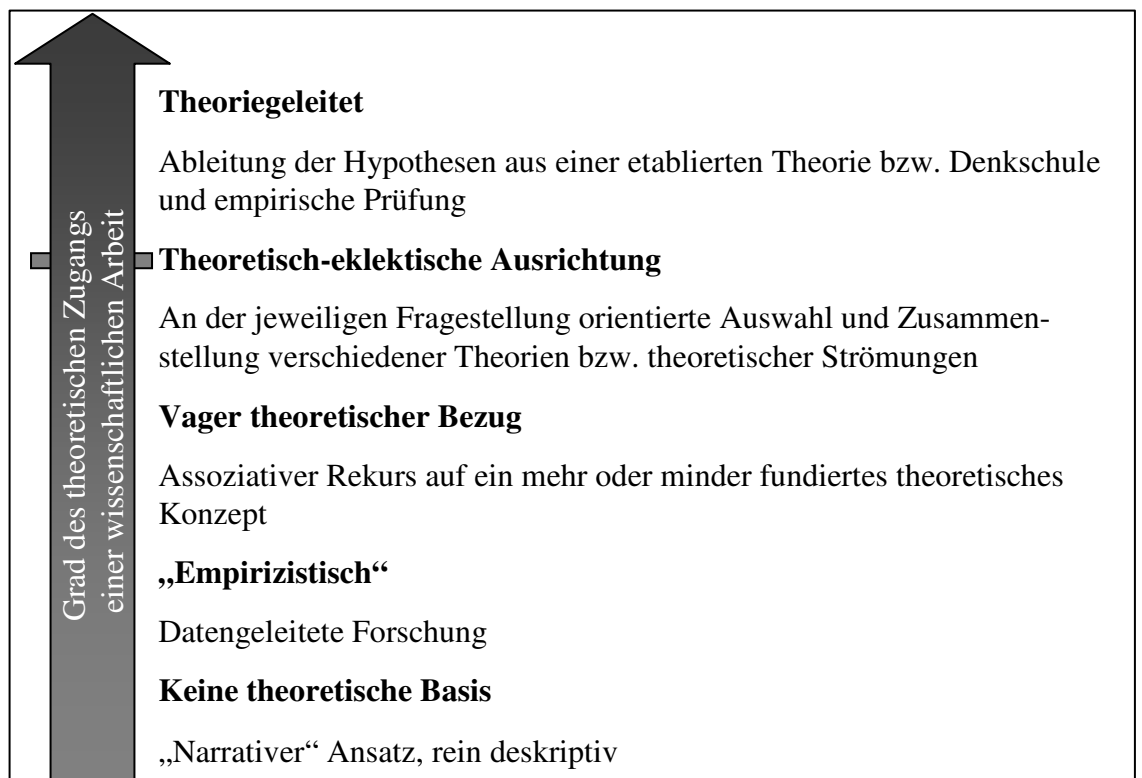 Grad des theoretischen Zugangs
einer wissenschaftlichen Arbeit
Theoriegeleitet
Ableitung der Hypothesen aus einer etablierten Theorie bzw. Denkschule
und empirische Prüfung
Theoretisch-eklektische Ausrichtung
An der jeweiligen Fragestellung orientierte Auswahl und Zusammen-
stellung verschiedener Theorien bzw. theoretischer Strömungen
Vager theoretischer Bezug
Assoziativer Rekurs auf ein mehr oder minder fundiertes theoretisches
Konzept
„Empirizistisch“
Datengeleitete Forschung
Keine theoretische Basis
„Narrativer“ Ansatz, rein deskriptiv